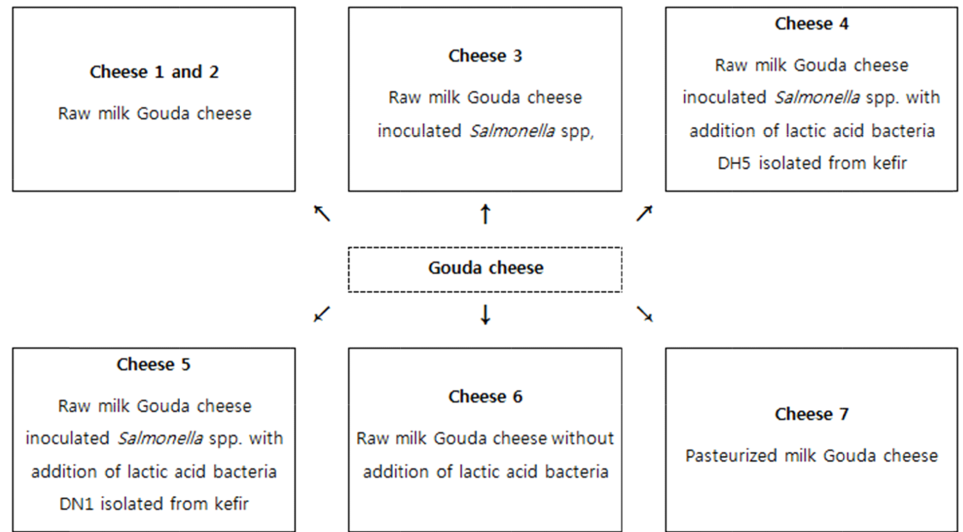 Cheese 1 and 2
Raw milk Gouda cheese
Cheese 3
Raw milk Gouda cheese
inoculated Salmonella spp,
Cheese 4
Raw milk Gouda cheese
inoculated Salmonella spp. with
addition of lactic acid bacteria
DH5 isolated from kefir
Gouda cheese
Cheese 5
Raw milk Gouda cheese
inoculated Salmonella spp. with
addition of lactic acid bacteria
DN1 isolated from kefir
Cheese 6
Raw milk Gouda cheese without
addition of lactic acid bacteria
Cheese 7
Pasteurized milk Gouda cheese